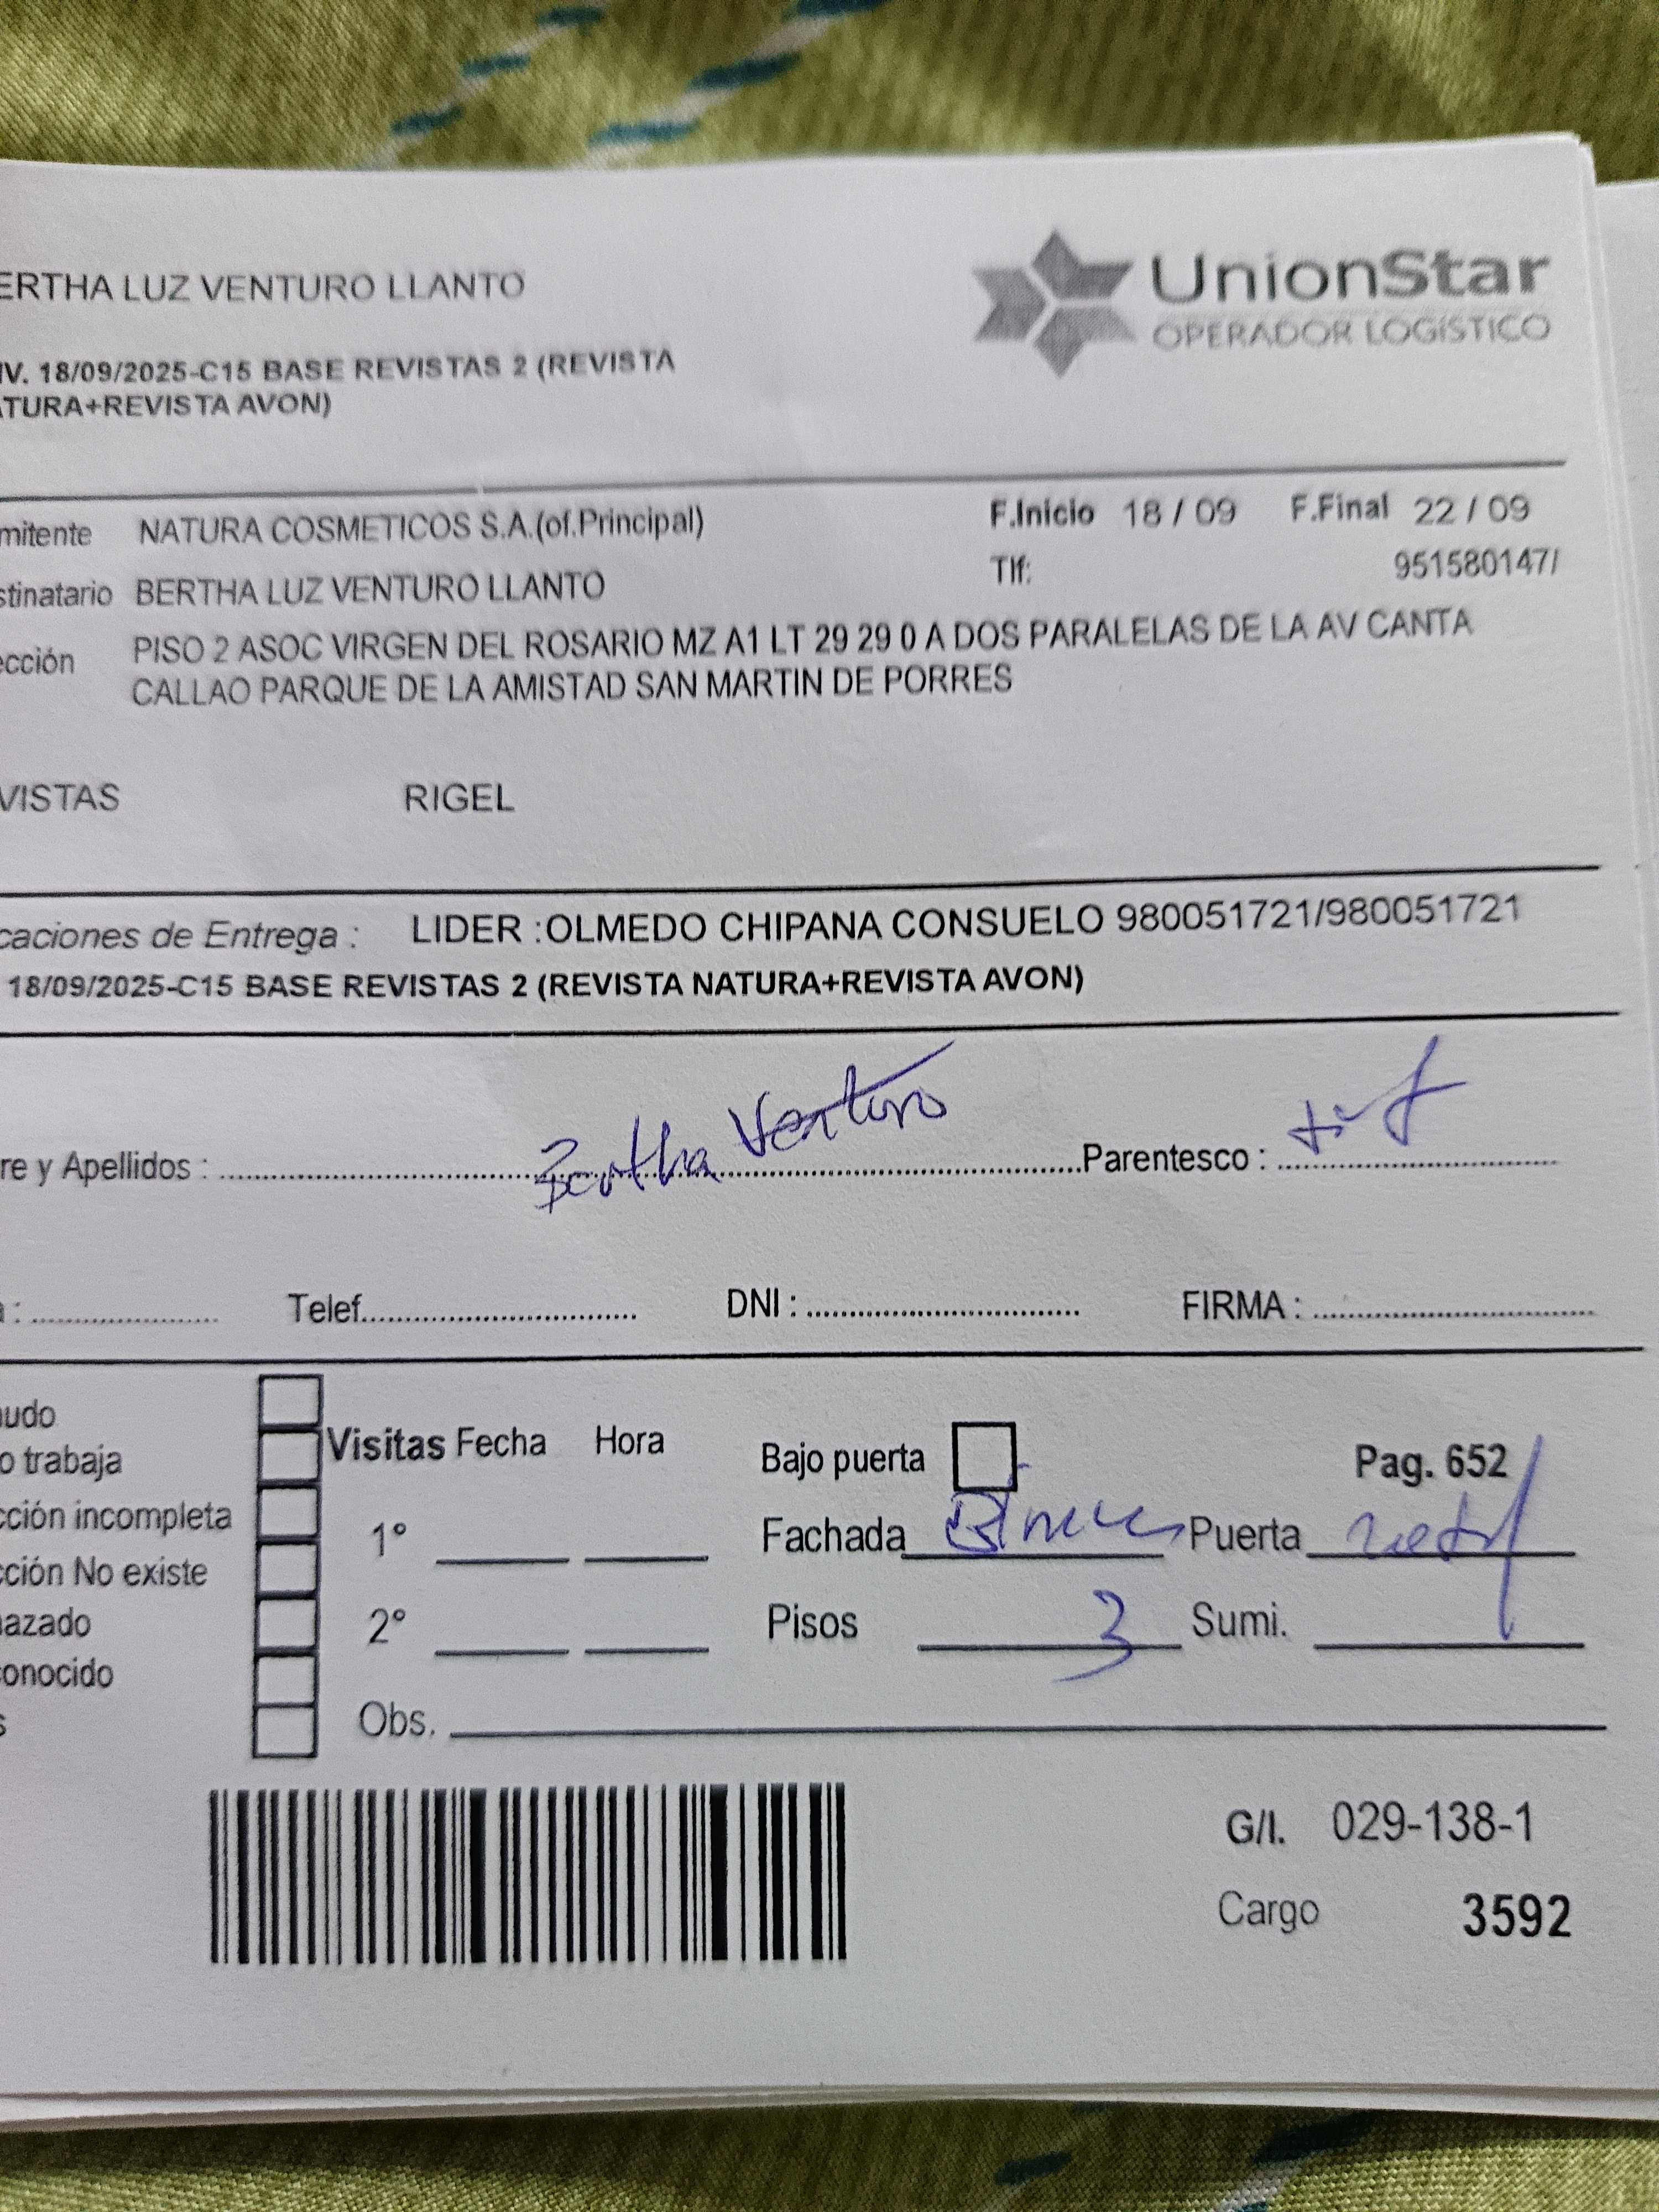 ERTHA LUZ VENTURO LLANTO
UnionStar
OPERADOR LOGÍSTICO
IV. 18/09/2025-C15 BASE REVISTAS 2 (REVISTA
ATURA+REVISTA AVON)
mitente NATURA COSMETICOS S.A.(of.Principal) F.Inicio 18 / 09 F.Final 22 / 09
Tlf: 951580147/
stinatario BERTHA LUZ VENTURO LLANTO
ección PISO 2 ASOC VIRGEN DEL ROSARIO MZ A1 LT 29 29 0 A DOS PARALELAS DE LA AV CANTA
CALLAO PARQUE DE LA AMISTAD SAN MARTIN DE PORRES
VISTAS RIGEL
caciones de Entrega : LIDER :OLMEDO CHIPANA CONSUELO 980051721/980051721
18/09/2025-C15 BASE REVISTAS 2 (REVISTA NATURA+REVISTA AVON)
re y Apellidos : Bertha Venturo Parentesco :
a : Telef. DNI : FIRMA :
udo
o trabaja
Visitas Fecha Hora Bajo puerta Pag. 652
cción incompleta
1° Fachada Puerta
cción No existe
azado
2° Pisos 3 Sumi.
conocido
s
Obs.
G/I. 029-138-1
Cargo 3592